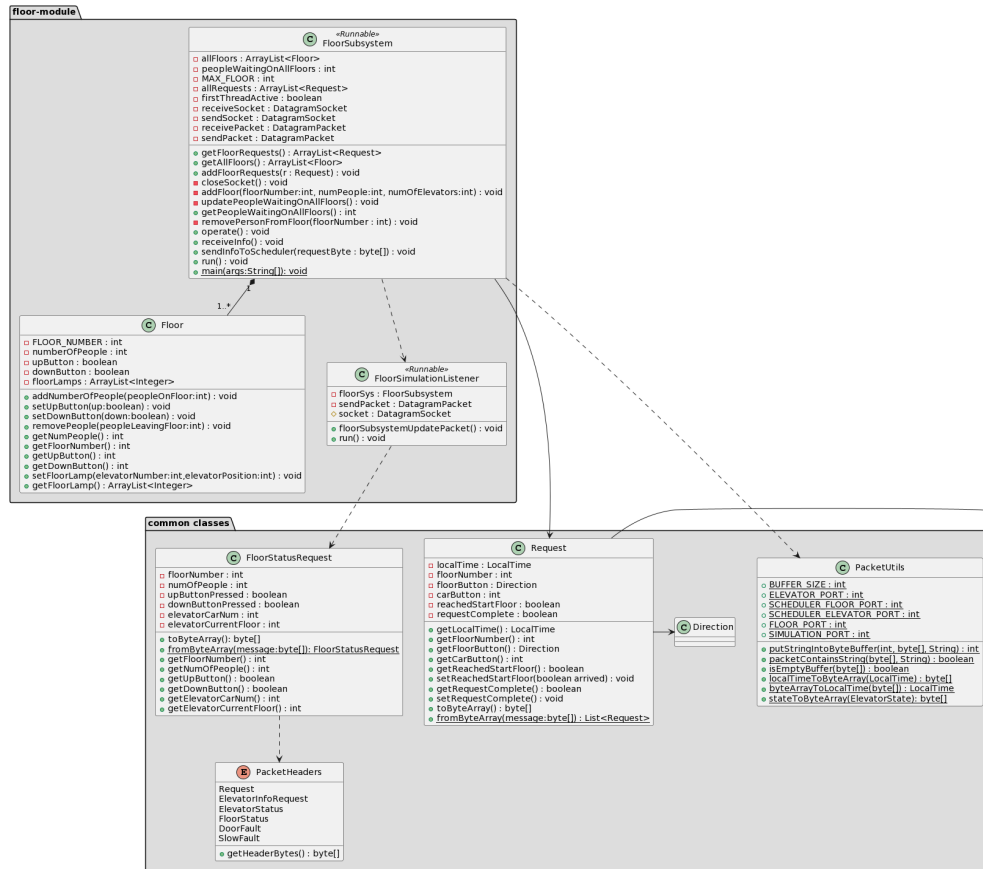 floor-module
«Runnable»
C FloorSubsystem
allFloors : ArrayList<Floor>
peopleWaitingOnAllFloors : int
MAX_FLOOR : int
allRequests : ArrayList<Request>
firstThreadActive : boolean
receiveSocket : DatagramSocket
sendSocket : DatagramSocket
receivePacket : DatagramPacket
sendPacket : DatagramPacket
getFloorRequests() : ArrayList<Request>
getAllFloors() : ArrayList<Floor>
addFloorRequests(r : Request) : void
closeSocket() : void
addFloor(floorNumber:int, numPeople:int, numOfElevators:int) : void
updatePeopleWaitingOnAllFloors() : void
getPeopleWaitingOnAllFloors() : int
removePersonFromFloor(floorNumber : int) : void
operate() : void
receiveInfo() : void
sendInfoToScheduler(requestByte : byte[]) : void
run() : void
main(args:String[]): void
1
1..*
C Floor
FLOOR_NUMBER : int
numberOfPeople : int
upButton : boolean
downButton : boolean
floorLamps : ArrayList<Integer>
addNumberOfPeople(peopleOnFloor:int) : void
setUpButton(up:boolean) : void
setDownButton(down:boolean) : void
removePeople(peopleLeavingFloor:int) : void
getNumPeople() : int
getFloorNumber() : int
getUpButton() : int
getDownButton() : int
setFloorLamp(elevatorNumber:int,elevatorPosition:int) : void
getFloorLamp() : ArrayList<Integer>
«Runnable»
C FloorSimulationListener
floorSys : FloorSubsystem
sendPacket : DatagramPacket
socket : DatagramSocket
floorSubsystemUpdatePacket() : void
run() : void
common classes
C FloorStatusRequest
floorNumber : int
numOfPeople : int
upButtonPressed : boolean
downButtonPressed : boolean
elevatorCarNum : int
elevatorCurrentFloor : int
toByteArray(): byte[]
fromByteArray(message:byte[]): FloorStatusRequest
getFloorNumber() : int
getNumOfPeople() : int
getUpButton() : boolean
getDownButton() : boolean
getElevatorCarNum() : int
getElevatorCurrentFloor() : int
C Request
localTime : LocalTime
floorNumber : int
floorButton : Direction
carButton : int
reachedStartFloor : boolean
requestComplete : boolean
getLocalTime() : LocalTime
getFloorNumber() : int
getFloorButton() : Direction
getCarButton() : int
getReachedStartFloor() : boolean
setReachedStartFloor(boolean arrived) : void
getRequestComplete() : boolean
setRequestComplete() : void
toByteArray() : byte[]
fromByteArray(message:byte[]) : List<Request>
C Direction
C PacketUtils
BUFFER_SIZE : int
ELEVATOR_PORT : int
SCHEDULER_FLOOR_PORT : int
SCHEDULER_ELEVATOR_PORT : int
FLOOR_PORT : int
SIMULATION_PORT : int
putStringIntoByteBuffer(int, byte[], String) : int
packetContainsString(byte[], String) : boolean
isEmptyBuffer(byte[]) : boolean
localTimeToByteArray(LocalTime) : byte[]
byteArrayToLocalTime(byte[]) : LocalTime
stateToByteArray(ElevatorState): byte[]
E PacketHeaders
Request
ElevatorInfoRequest
ElevatorStatus
FloorStatus
DoorFault
SlowFault
getHeaderBytes() : byte[]